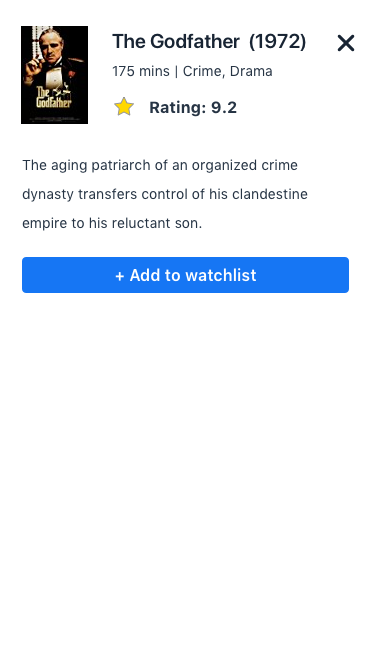 The Godfather (1972)
175 mins | Crime, Drama
Rating: 9.2
The
Godfather
The aging patriarch of an organized crime
dynasty transfers control of his clandestine
empire to his reluctant son.
+ Add to watchlist